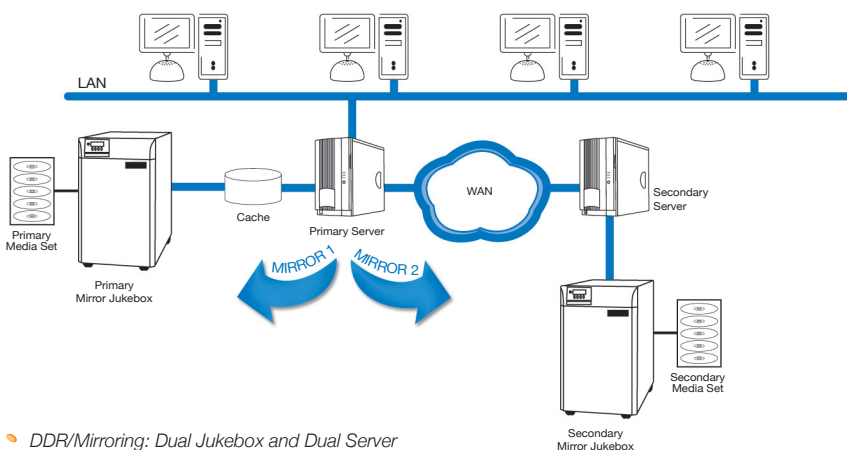 LAN
Primary
Media Set
Primary
Mirror Jukebox
Cache
Primary Server
WAN
Secondary
Server
MIRROR 1
MIRROR 2
Secondary
Media Set
Secondary
Mirror Jukebox
DDR/Mirroring: Dual Jukebox and Dual Server